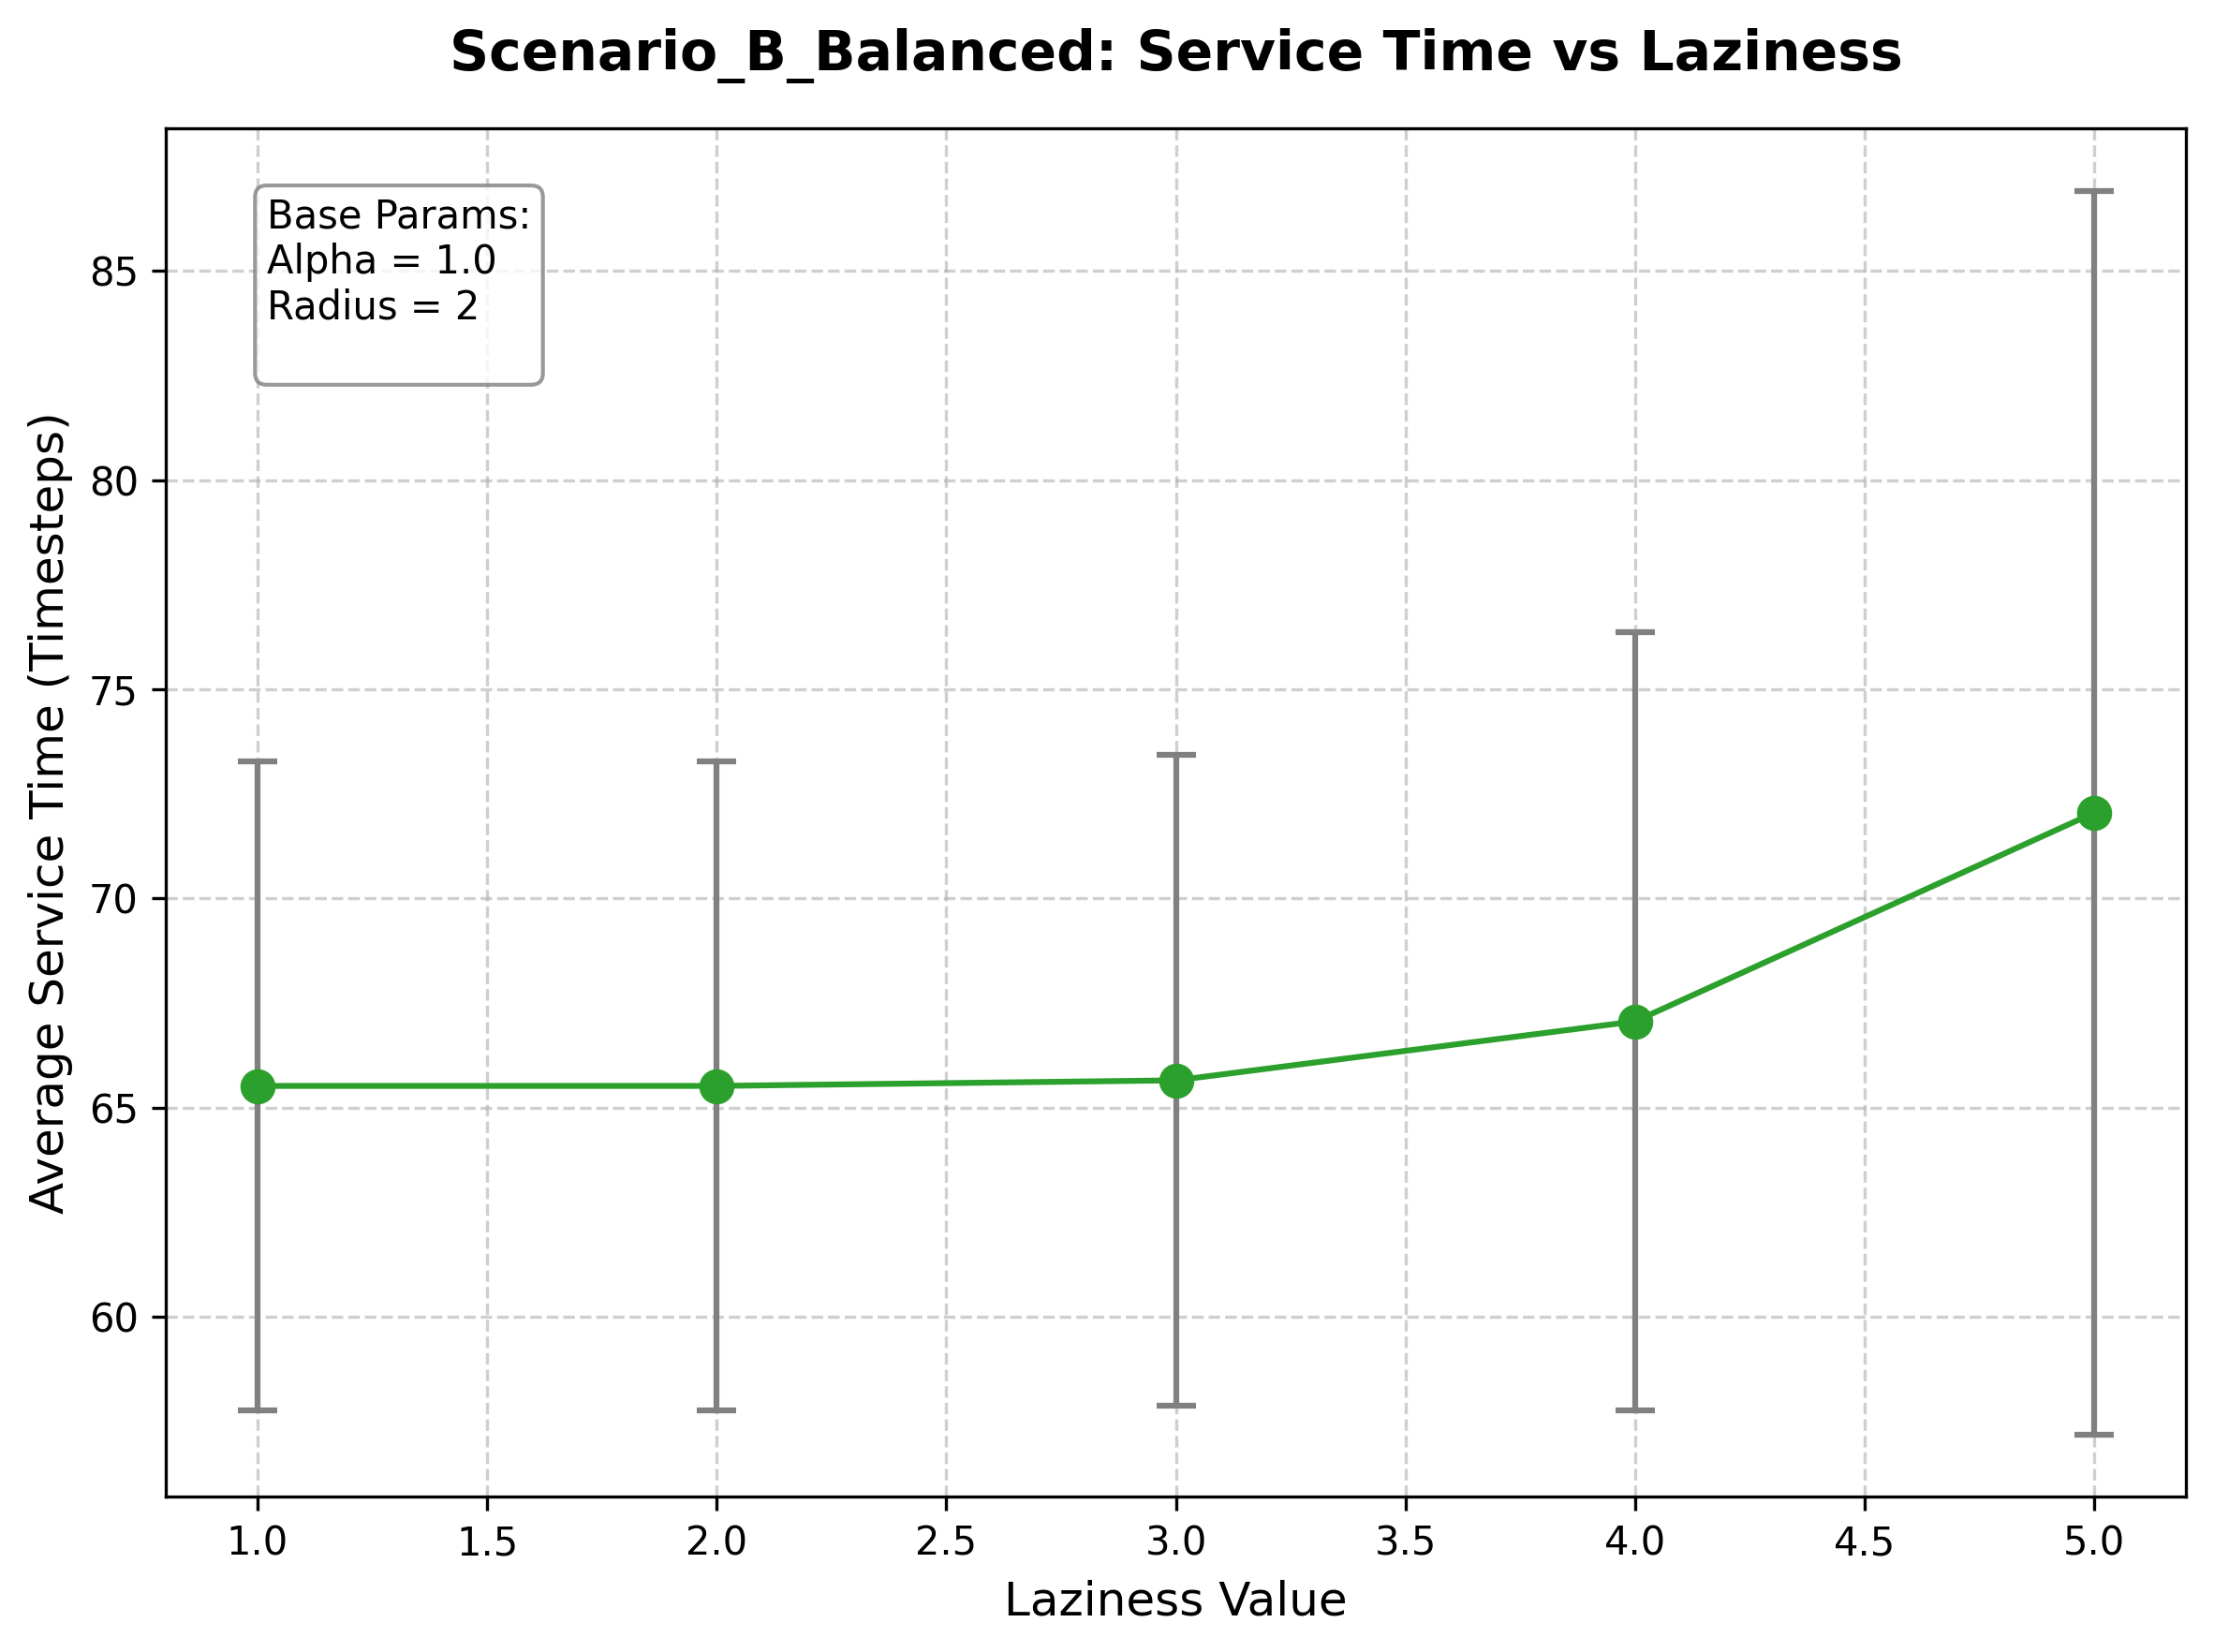 Scenario_B_Balanced: Service Time vs Laziness
Base Params:
Alpha = 1.0
Radius = 2
Average Service Time (Timesteps)
85
80
75
70
65
60
1.0 1.5 2.0 2.5 3.0 3.5 4.0 4.5 5.0
Laziness Value